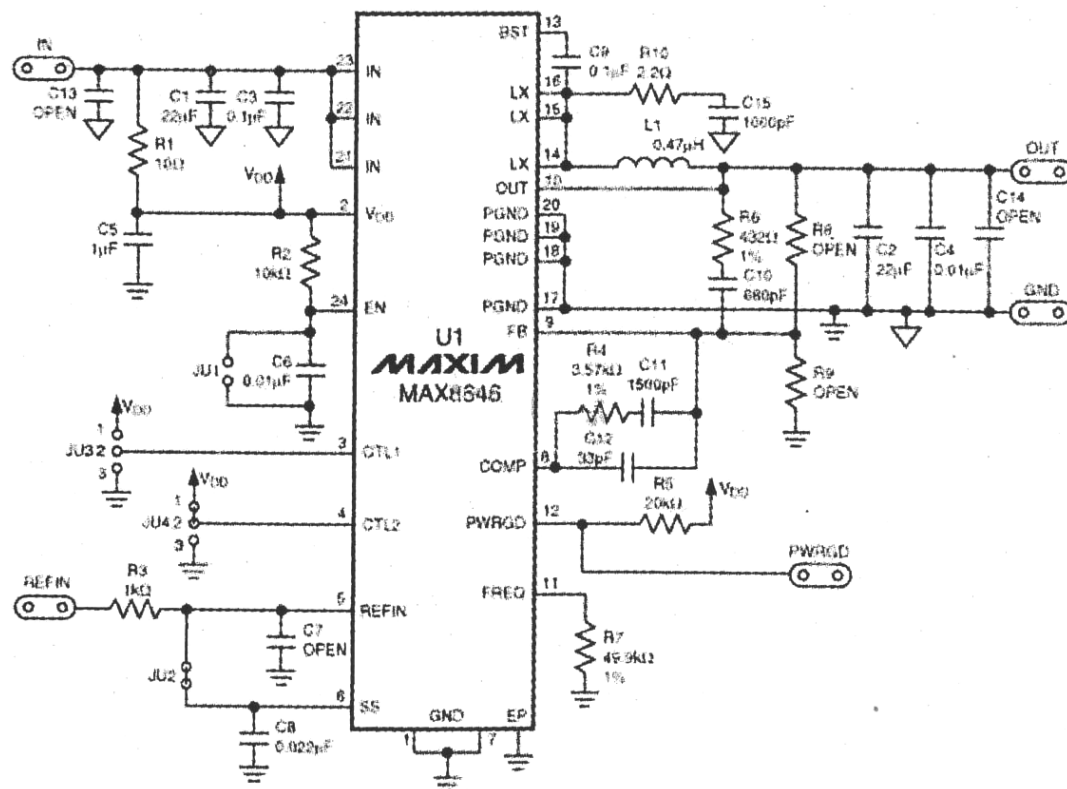 IN
C13
OPEN
C1
22µF
C3
0.1µF
R1
10Ω
VDD
C5
1µF
R2
10kΩ
JU1
C6
0.01µF
VDD
1
JU3 2
3
VDD
1
JU4 2
3
REFIN
R3
1kΩ
JU2
C7
OPEN
C8
0.022µF
23
IN
22
IN
21
IN
2
VDD
24
EN
3
CTL1
4
CTL2
5
REFIN
6
SS
U1
MAXIM
MAX8646
GND
1
7
EP
BST
13
LX
16
LX
15
LX
14
OUT
10
PGND
20
PGND
19
PGND
18
PGND
17
FB
9
COMP
8
PWRGD
12
FREQ
11
C9
0.1µF
R10
2.2Ω
C15
1000pF
L1
0.47µH
R6
432Ω
1%
C10
680pF
R8
OPEN
C2
22µF
C4
0.01µF
C14
OPEN
OUT
GND
R9
OPEN
R4
3.57kΩ
1%
C11
1500pF
C12
33pF
R5
20kΩ
VDD
PWRGD
R7
49.9kΩ
1%